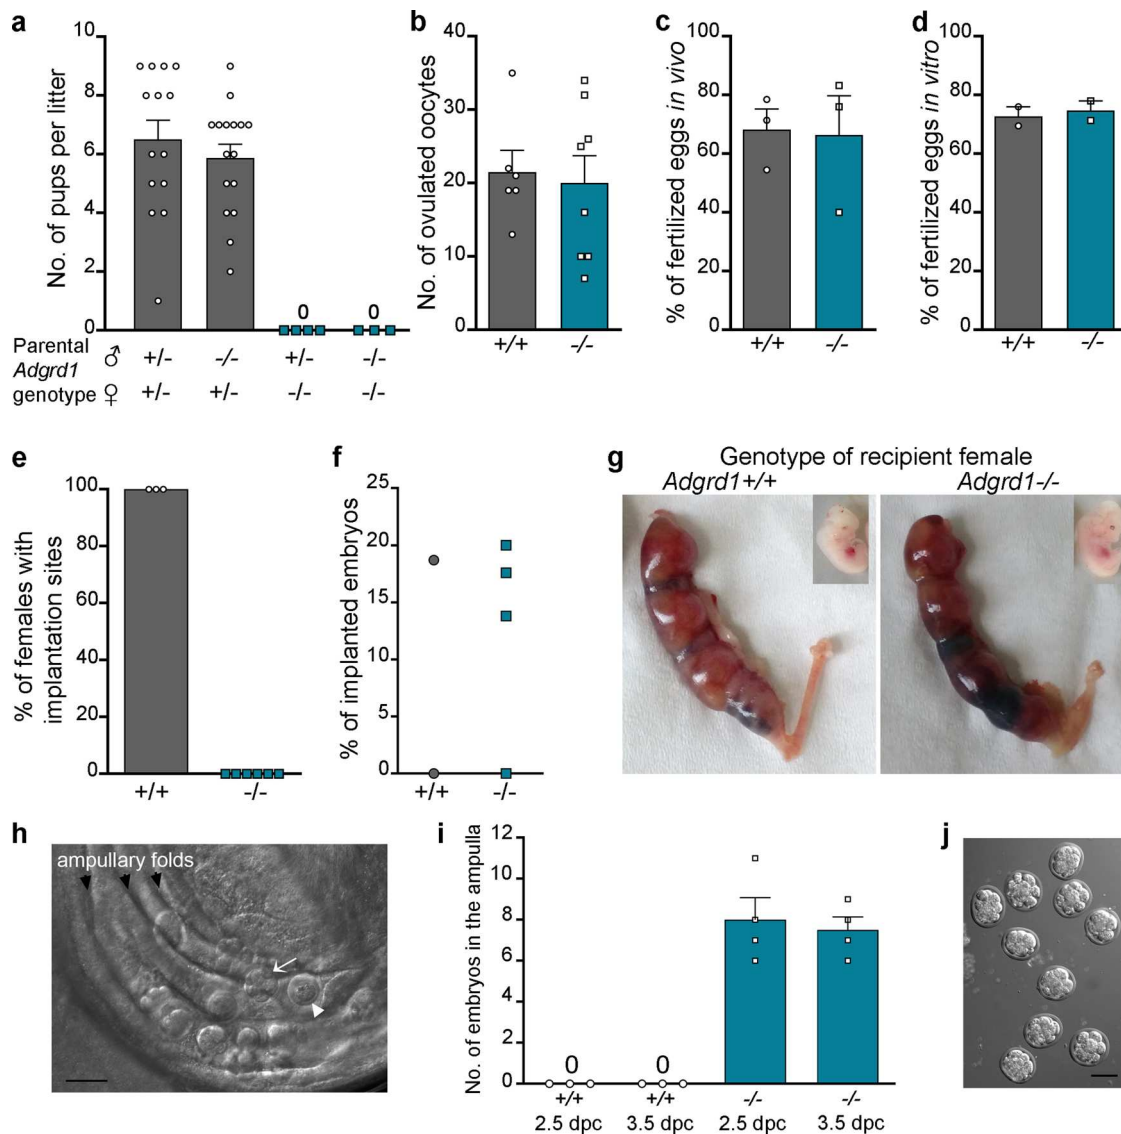 a
No. of pups per litter
10
8
6
4
2
0
0 0
Parental
Adgrd1
genotype
♂ +/- -/- +/- -/-
♀ +/- +/- -/- -/-
b
No. of ovulated oocytes
40
30
20
10
0
+/+ -/-
c
% of fertilized eggs in vivo
100
80
60
40
20
0
+/+ -/-
d
% of fertilized eggs in vitro
100
80
60
40
20
0
+/+ -/-
e
% of females with
implantation sites
100
80
60
40
20
0
+/+ -/-
f
% of implanted embryos
25
20
15
10
5
0
+/+ -/-
g
Genotype of recipient female
Adgrd1+/+ Adgrd1-/-
h
ampullary folds
i
No. of embryos in the ampulla
12
10
8
6
4
2
0
0 0
+/+ +/+ -/- -/-
2.5 dpc 3.5 dpc 2.5 dpc 3.5 dpc
j